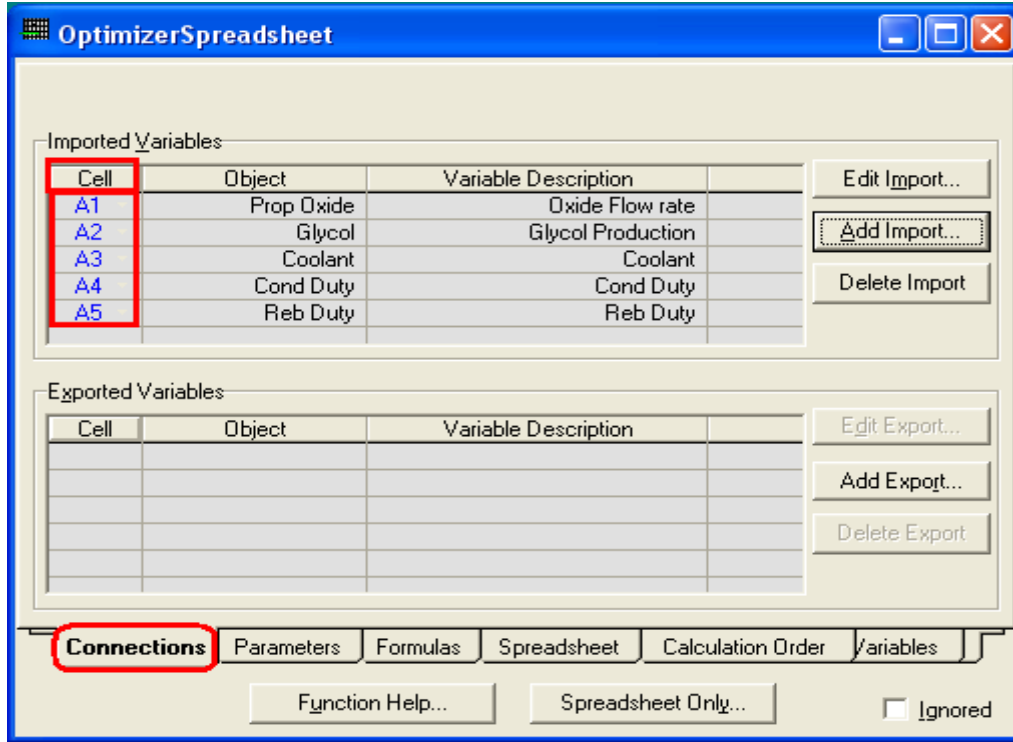 OptimizerSpreadsheet
Imported Variables
Cell Object Variable Description
Edit Import...
A1 Prop Oxide Oxide Flow rate
A2 Glycol Glycol Production
Add Import...
A3 Coolant Coolant
A4 Cond Duty Cond Duty
Delete Import
A5 Reb Duty Reb Duty
Exported Variables
Cell Object Variable Description
Edit Export...
Add Export...
Delete Export
Connections Parameters Formulas Spreadsheet Calculation Order Variables
Function Help... Spreadsheet Only... Ignored